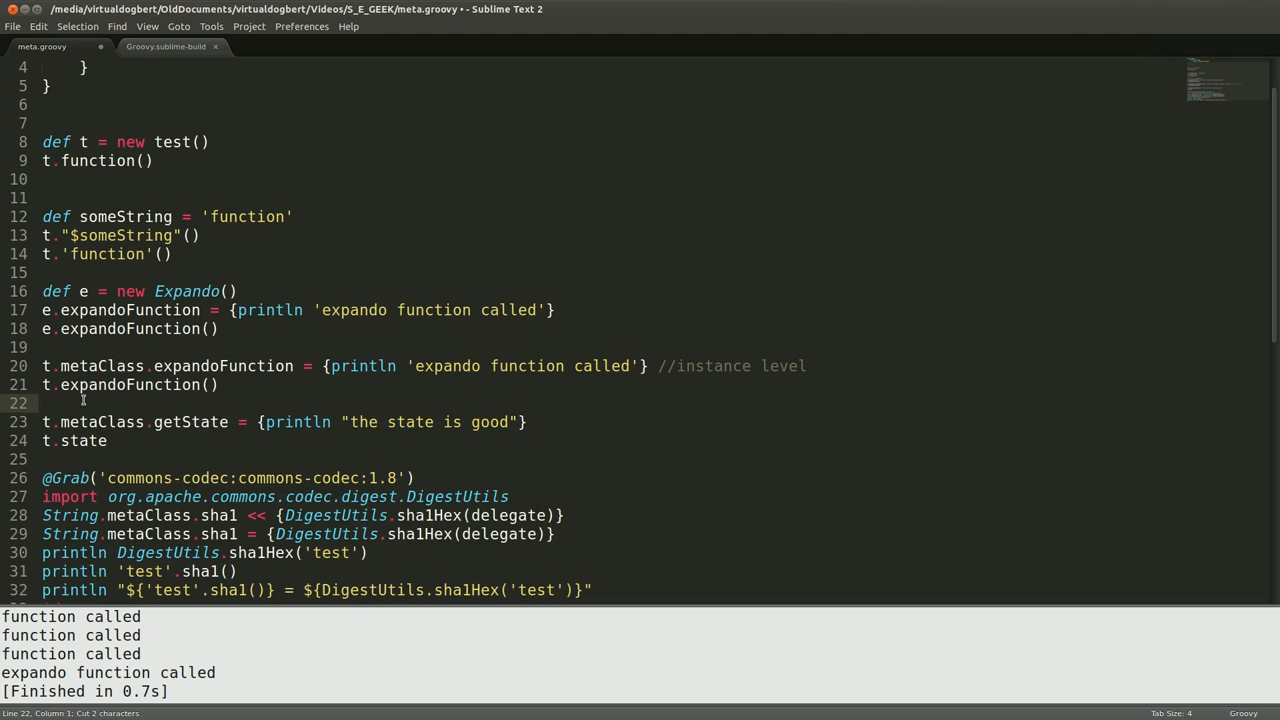 /media/virtualdogbert/OldDocuments/virtualdogbert/Videos/S_E_GEEK/meta.groovy • - Sublime Text 2
File Edit Selection Find View Goto Tools Project Preferences Help
meta.groovy Groovy.sublime-build ×
4 }
5 }
6
7
8 def t = new test()
9 t.function()
10
11
12 def someString = 'function'
13 t."$someString"()
14 t.'function'()
15
16 def e = new Expando()
17 e.expandoFunction = {println 'expando function called'}
18 e.expandoFunction()
19
20 t.metaClass.expandoFunction = {println 'expando function called'} //instance level
21 t.expandoFunction()
22
23 t.metaClass.getState = {println "the state is good"}
24 t.state
25
26 @Grab('commons-codec:commons-codec:1.8')
27 import org.apache.commons.codec.digest.DigestUtils
28 String.metaClass.sha1 << {DigestUtils.sha1Hex(delegate)}
29 String.metaClass.sha1 = {DigestUtils.sha1Hex(delegate)}
30 println DigestUtils.sha1Hex('test')
31 println 'test'.sha1()
32 println "${'test'.sha1()} = ${DigestUtils.sha1Hex('test')}"
function called
function called
function called
expando function called
[Finished in 0.7s]
Line 22, Column 1; Cut 2 characters Tab Size: 4 Groovy